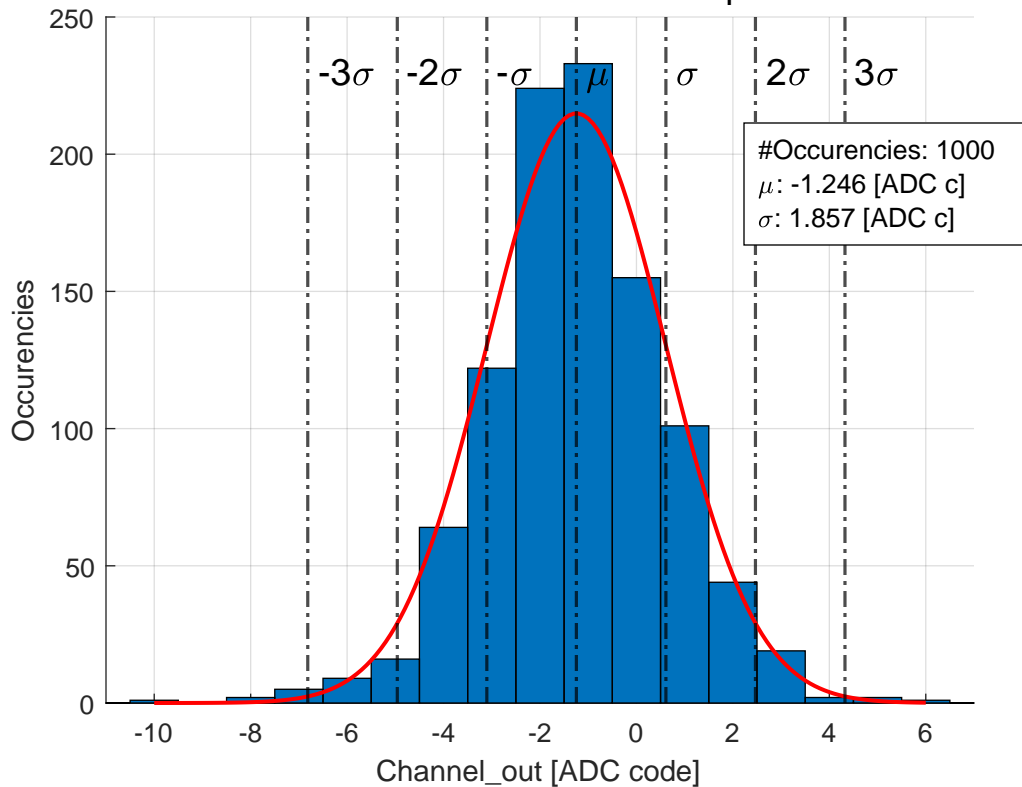 250
200
150
100
50
0
Occurencies
-3σ -2σ -σ μ σ 2σ 3σ
#Occurencies: 1000
μ: -1.246 [ADC c]
σ: 1.857 [ADC c]
-10 -8 -6 -4 -2 0 2 4 6
Channel_out [ADC code]